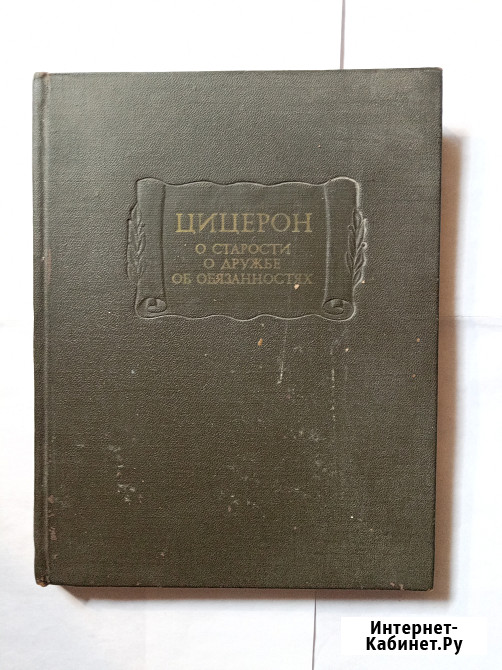 ЦИЦЕРОН
О СТАРОСТИ
О ДРУЖБЕ
ОБ ОБЯЗАННОСТЯХ
Интернет-
Кабинет.Ру